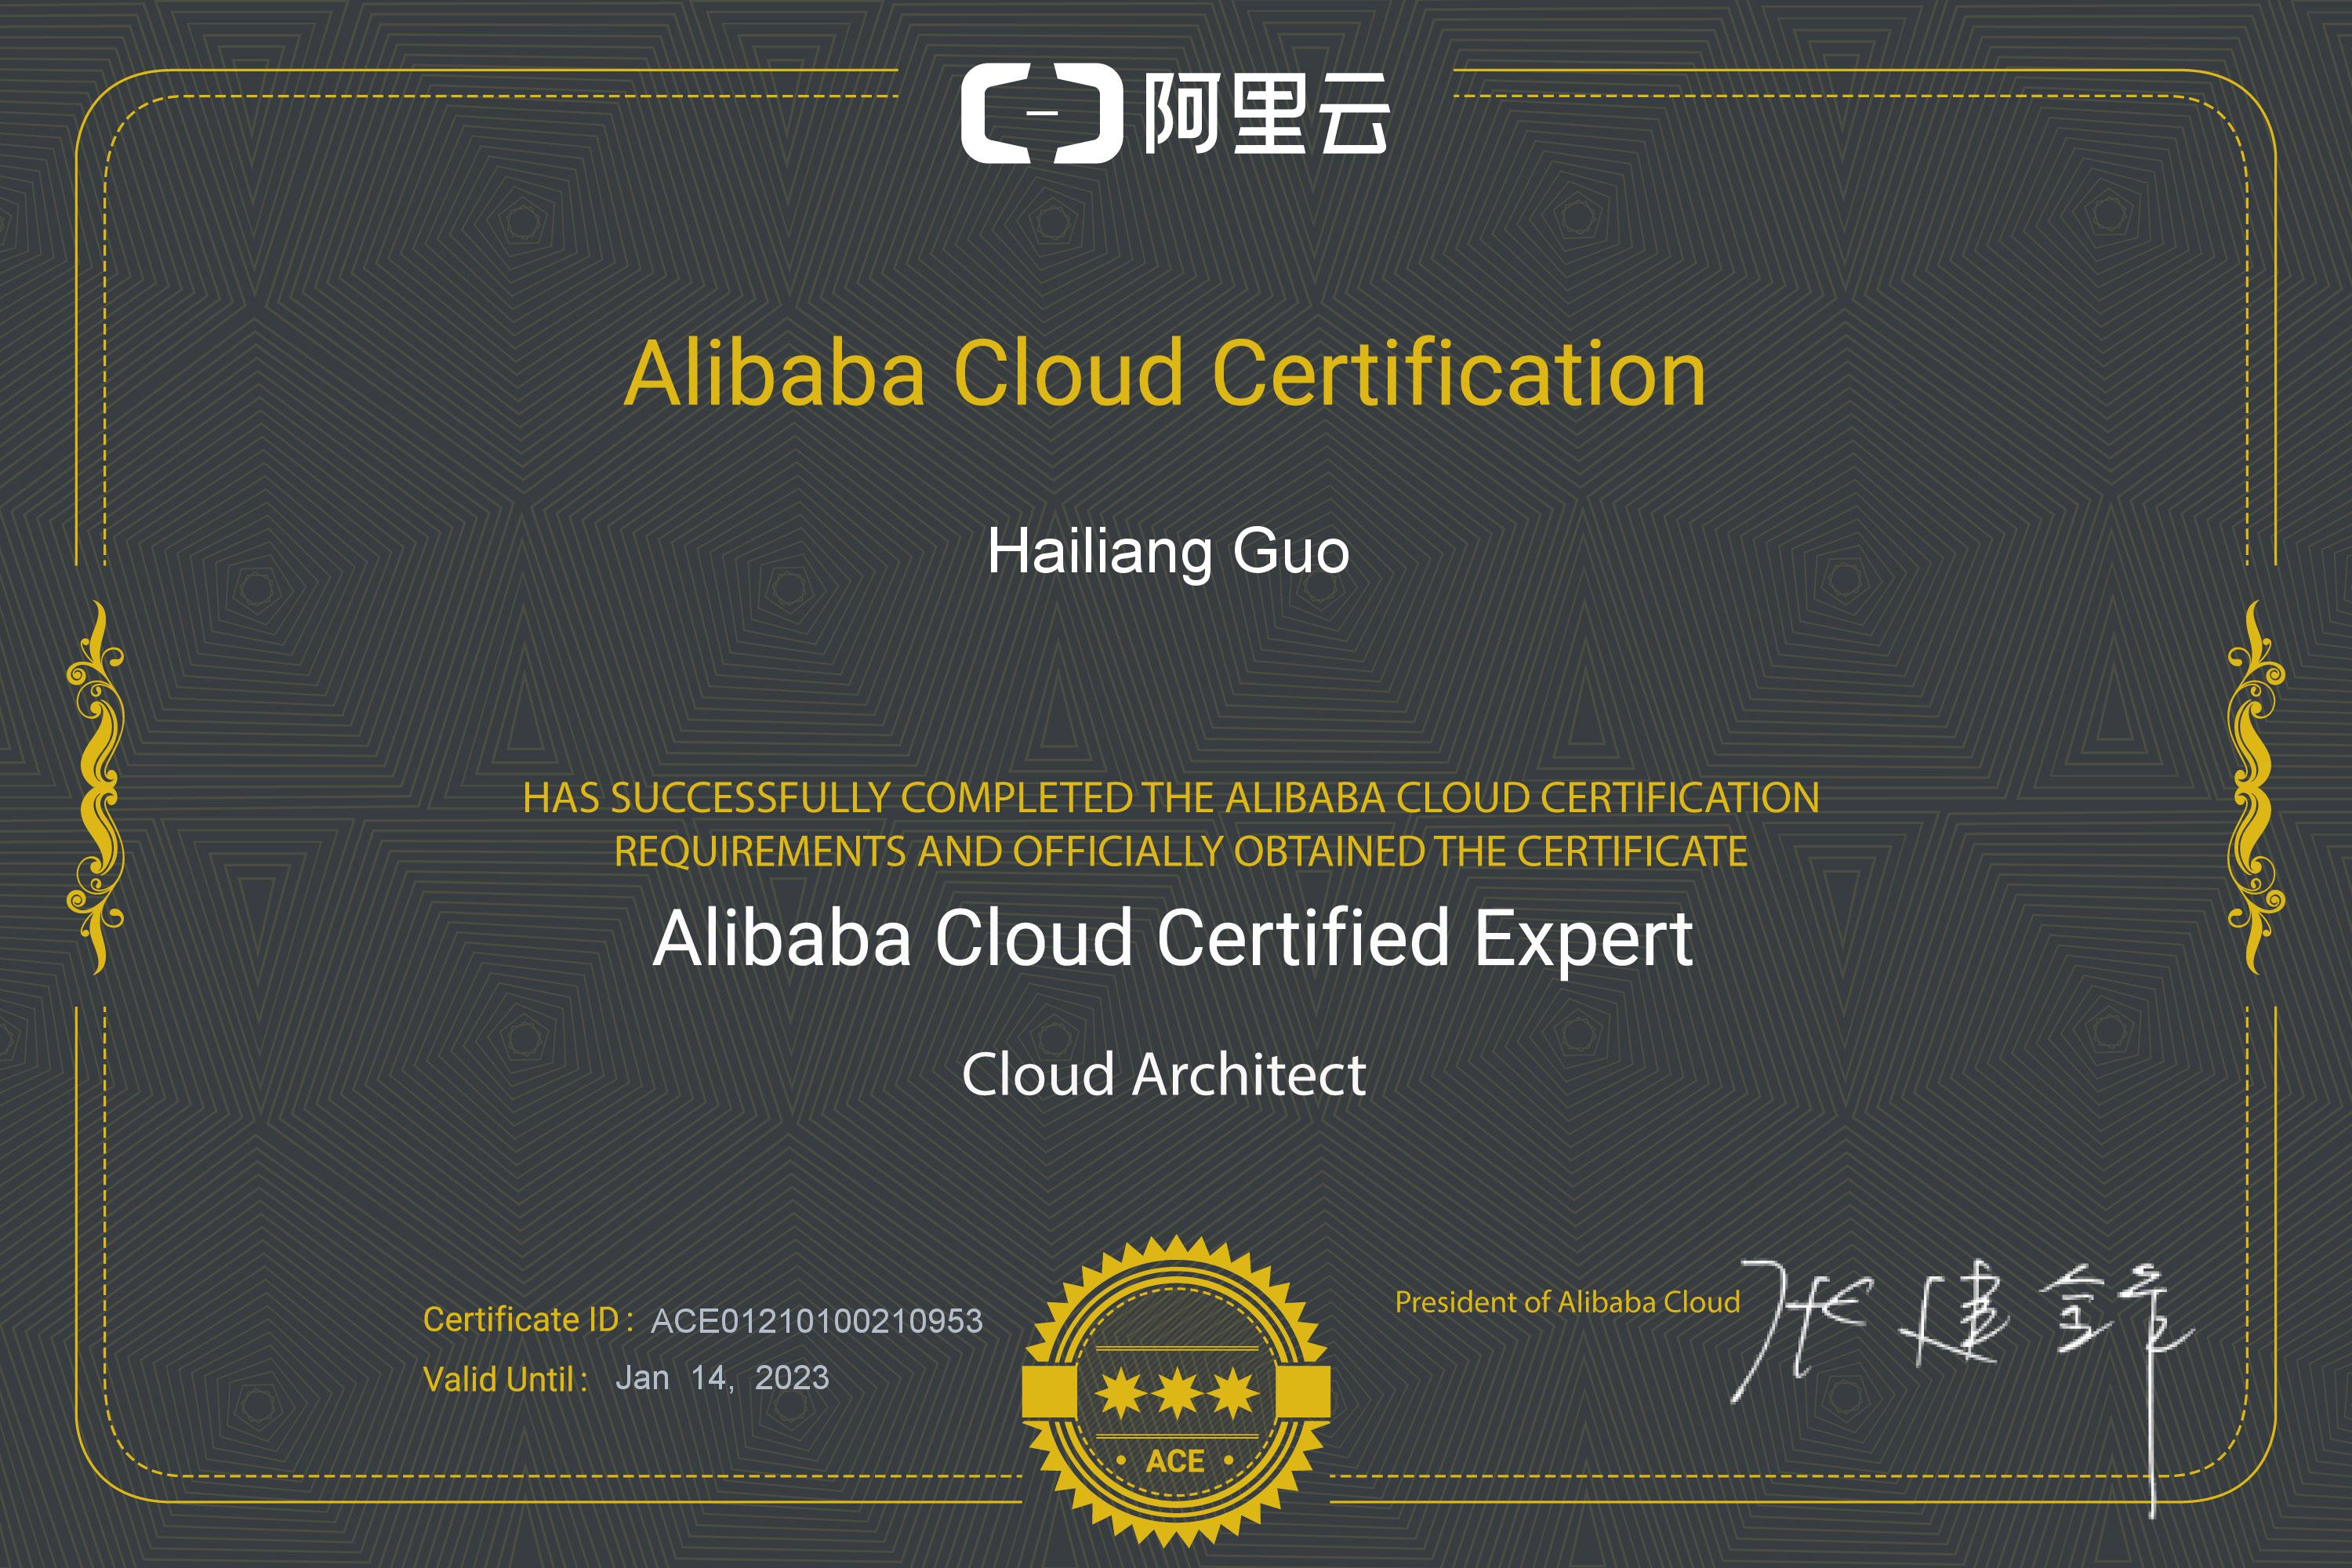 阿里云
Alibaba Cloud Certification
Hailiang Guo
HAS SUCCESSFULLY COMPLETED THE ALIBABA CLOUD CERTIFICATION
REQUIREMENTS AND OFFICIALLY OBTAINED THE CERTIFICATE
Alibaba Cloud Certified Expert
Cloud Architect
Certificate ID : ACE01210100210953
Valid Until : Jan 14, 2023
ACE
President of Alibaba Cloud 张建锋